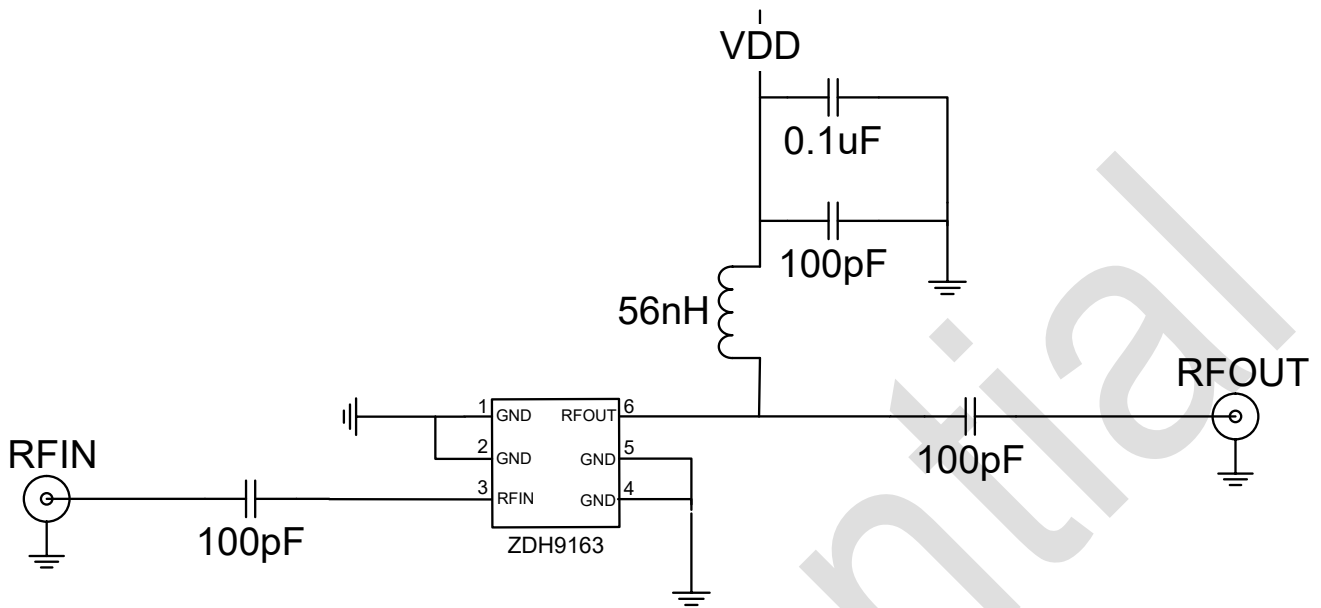 VDD
0.1uF
100pF
56nH
RFOUT
1 GND RFOUT 6
2 GND GND 5
3 RFIN GND 4
RFIN
100pF
100pF
ZDH9163
ntial